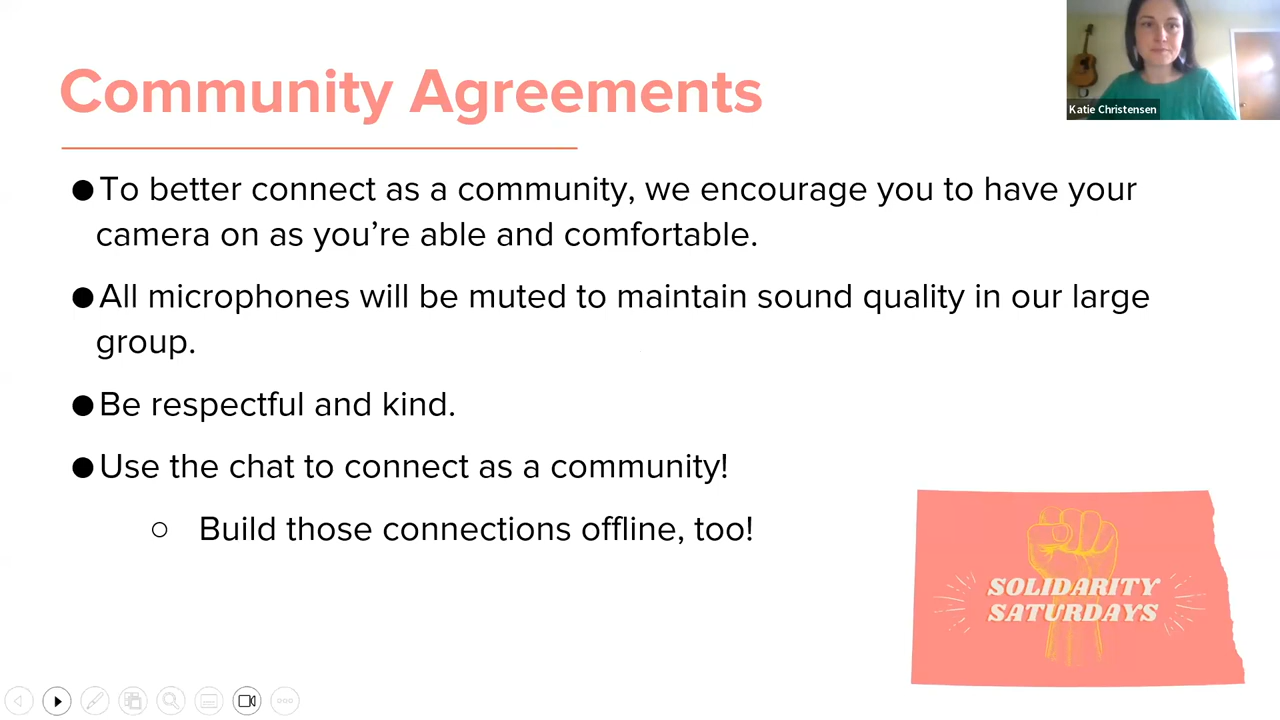 Community Agreements
Katie Christensen
●To better connect as a community, we encourage you to have your
camera on as you’re able and comfortable.
●All microphones will be muted to maintain sound quality in our large
group.
●Be respectful and kind.
●Use the chat to connect as a community!
○ Build those connections offline, too!
SOLIDARITY
SATURDAYS